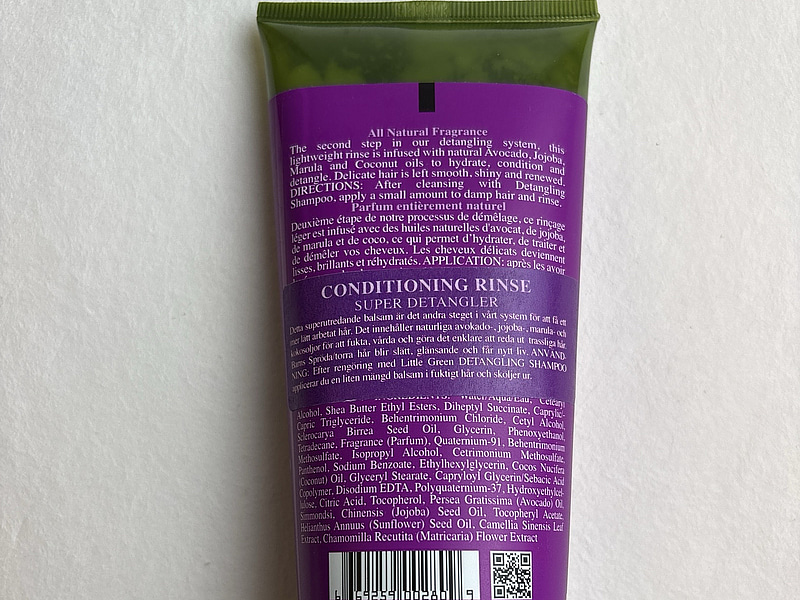 All Natural Fragrance
The second step in our detangling system, this
lightweight rinse is infused with natural Avocado, Jojoba,
Marula and Coconut oils to hydrate, condition and
detangle. Delicate hair is left smooth, shiny and renewed.
DIRECTIONS: After cleansing with Detangling
Shampoo, apply a small amount to damp hair and rinse.
Parfum entièrement naturel
Deuxième étape de notre processus de démêlage, ce rinçage
léger est infusé avec des huiles naturelles d'avocat, de jojoba,
de marula et de coco, ce qui permet d'hydrater, de traiter et
de démêler vos cheveux. Les cheveux délicats deviennent
lisses, brillants et réhydratés. APPLICATION: après les avoir
CONDITIONING RINSE
SUPER DETANGLER
Detta superutredande balsam är det andra steget i vårt system för att få ett
mer lätt arbetat hår. Det innehåller naturliga avokado-, jojoba-, marula- och
kokosoljor för att fukta, vårda och göra det enklare att reda ut trassliga hår.
Barns Spröda/torra hår blir slätt, glänsande och får nytt liv. ANVÄND-
NING: Efter rengöring med Little Green DETANGLING SHAMPOO
applicerar du en liten mängd balsam i fuktigt hår och sköljer ur.
INGREDIENTS: Water/Aqua/Eau, Cetearyl
Alcohol, Shea Butter Ethyl Esters, Diheptyl Succinate, Caprylic/
Capric Triglyceride, Behentrimonium Chloride, Cetyl Alcohol,
Sclerocarya Birrea Seed Oil, Glycerin, Phenoxyethanol,
Tetradecane, Fragrance (Parfum), Quaternium-91, Behentrimonium
Methosulfate, Isopropyl Alcohol, Cetrimonium Methosulfate,
Panthenol, Sodium Benzoate, Ethylhexylglycerin, Cocos Nucifera
(Coconut) Oil, Glyceryl Stearate, Capryloyl Glycerin/Sebacic Acid
Copolymer, Disodium EDTA, Polyquaternium-37, Hydroxyethylcel-
lulose, Citric Acid, Tocopherol, Persea Gratissima (Avocado) Oil,
Simmondsia Chinensis (Jojoba) Seed Oil, Tocopheryl Acetate,
Helianthus Annuus (Sunflower) Seed Oil, Camellia Sinensis Leaf
Extract, Chamomilla Recutita (Matricaria) Flower Extract
6 69259 00280 9